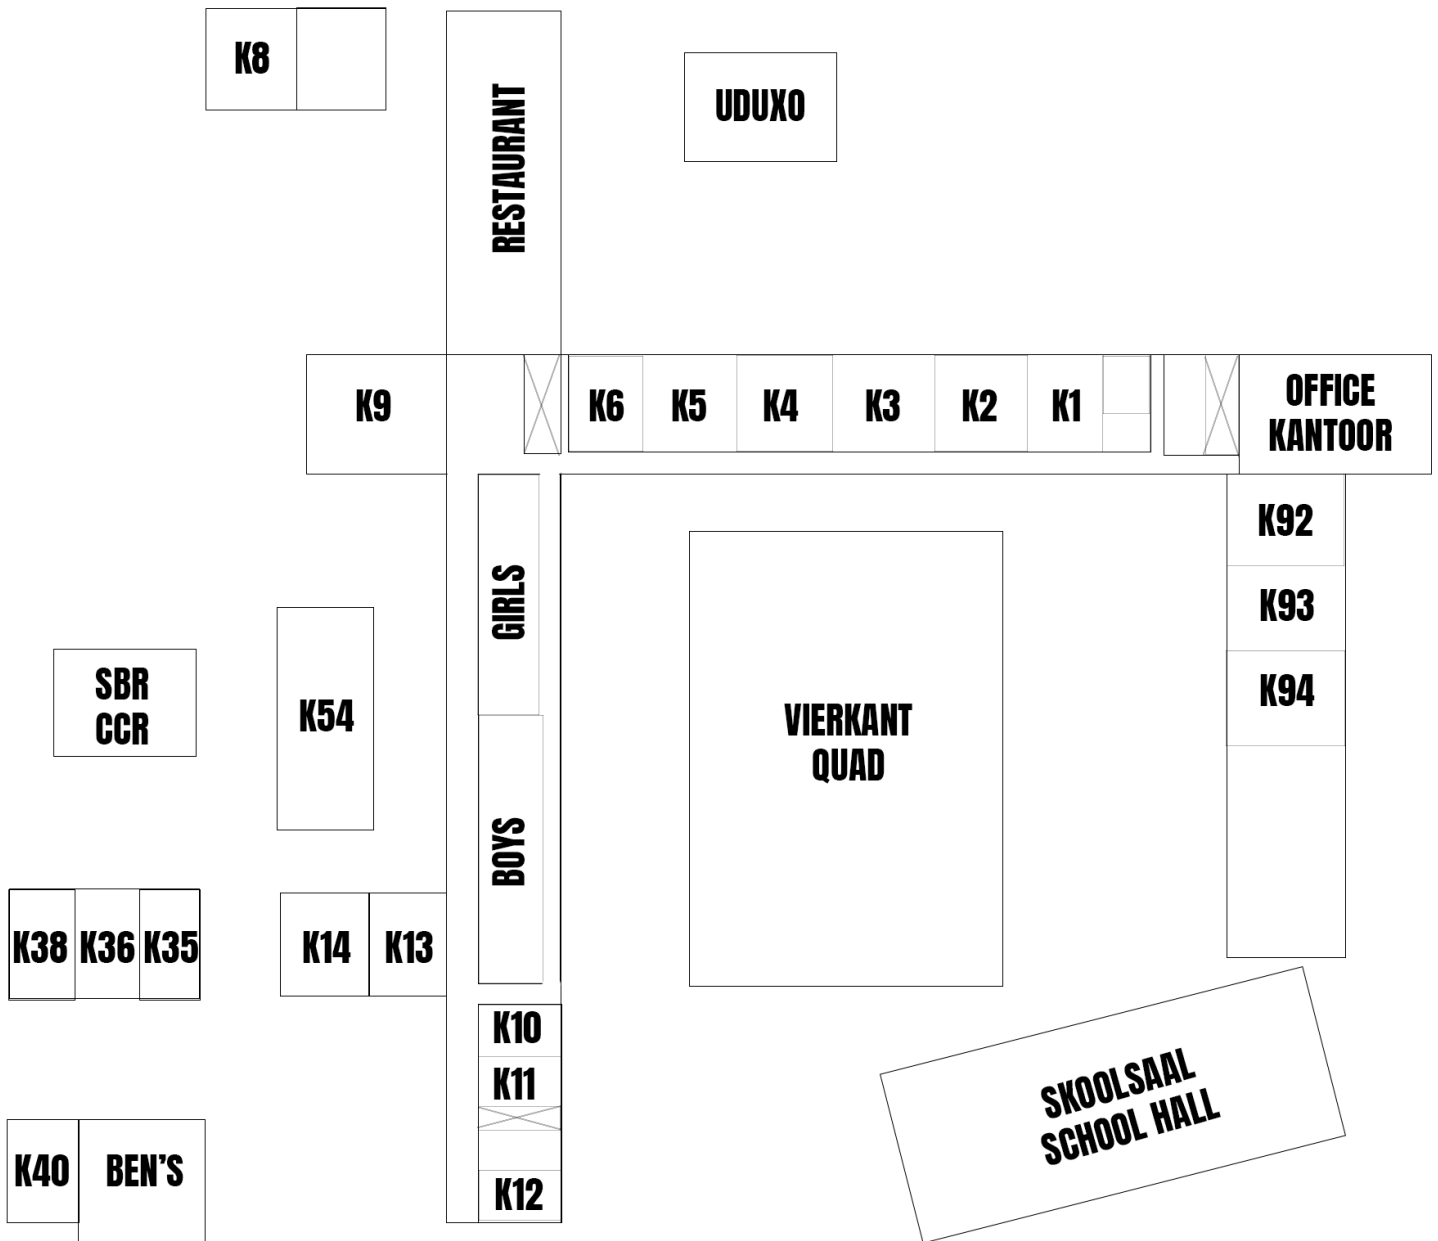 K8
RESTAURANT
UDUXO
K9
K6
K5
K4
K3
K2
K1
OFFICE
KANTOOR
K92
K93
K94
GIRLS
BOYS
VIERKANT
QUAD
SBR
CCR
K54
K38
K36
K35
K14
K13
K10
K11
K12
K40
BEN'S
SKOOLSAAL
SCHOOL HALL